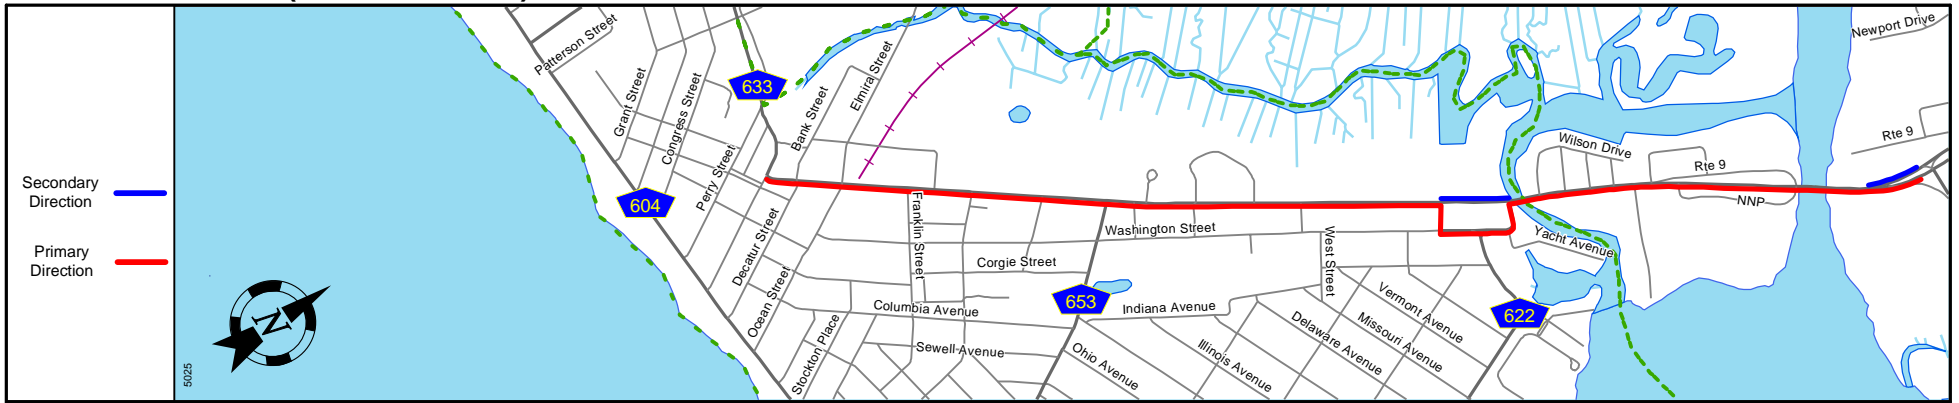 Secondary
Direction
Primary
Direction
5025
N
Patterson Street
Grant Street
Congress Street
Perry Street
633
604
Bank Street
Elmira Street
Decatur Street
Ocean Street
Stockton Place
Franklin Street
Corgie Street
Columbia Avenue
Sewell Avenue
Washington Street
653
Indiana Avenue
Ohio Avenue
Illinois Avenue
Delaware Avenue
Missouri Avenue
Vermont Avenue
West Street
622
Yacht Avenue
Wilson Drive
Rte 9
NNP
Newport Drive
Rte 9